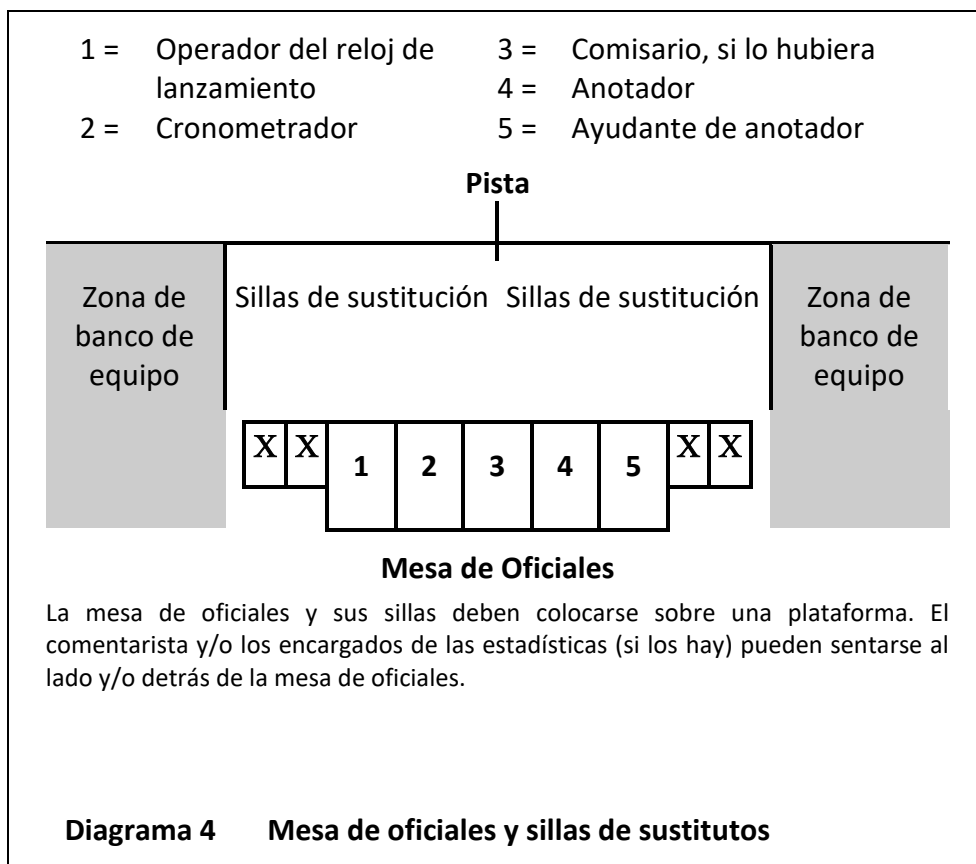 1 = Operador del reloj de lanzamiento
2 = Cronometrador
3 = Comisario, si lo hubiera
4 = Anotador
5 = Ayudante de anotador
Pista
Zona de banco de equipo
Sillas de sustitución Sillas de sustitución
Zona de banco de equipo
X X 1 2 3 4 5 X X
Mesa de Oficiales
La mesa de oficiales y sus sillas deben colocarse sobre una plataforma. El
comentarista y/o los encargados de las estadísticas (si los hay) pueden sentarse al
lado y/o detrás de la mesa de oficiales.
Diagrama 4 Mesa de oficiales y sillas de sustitutos